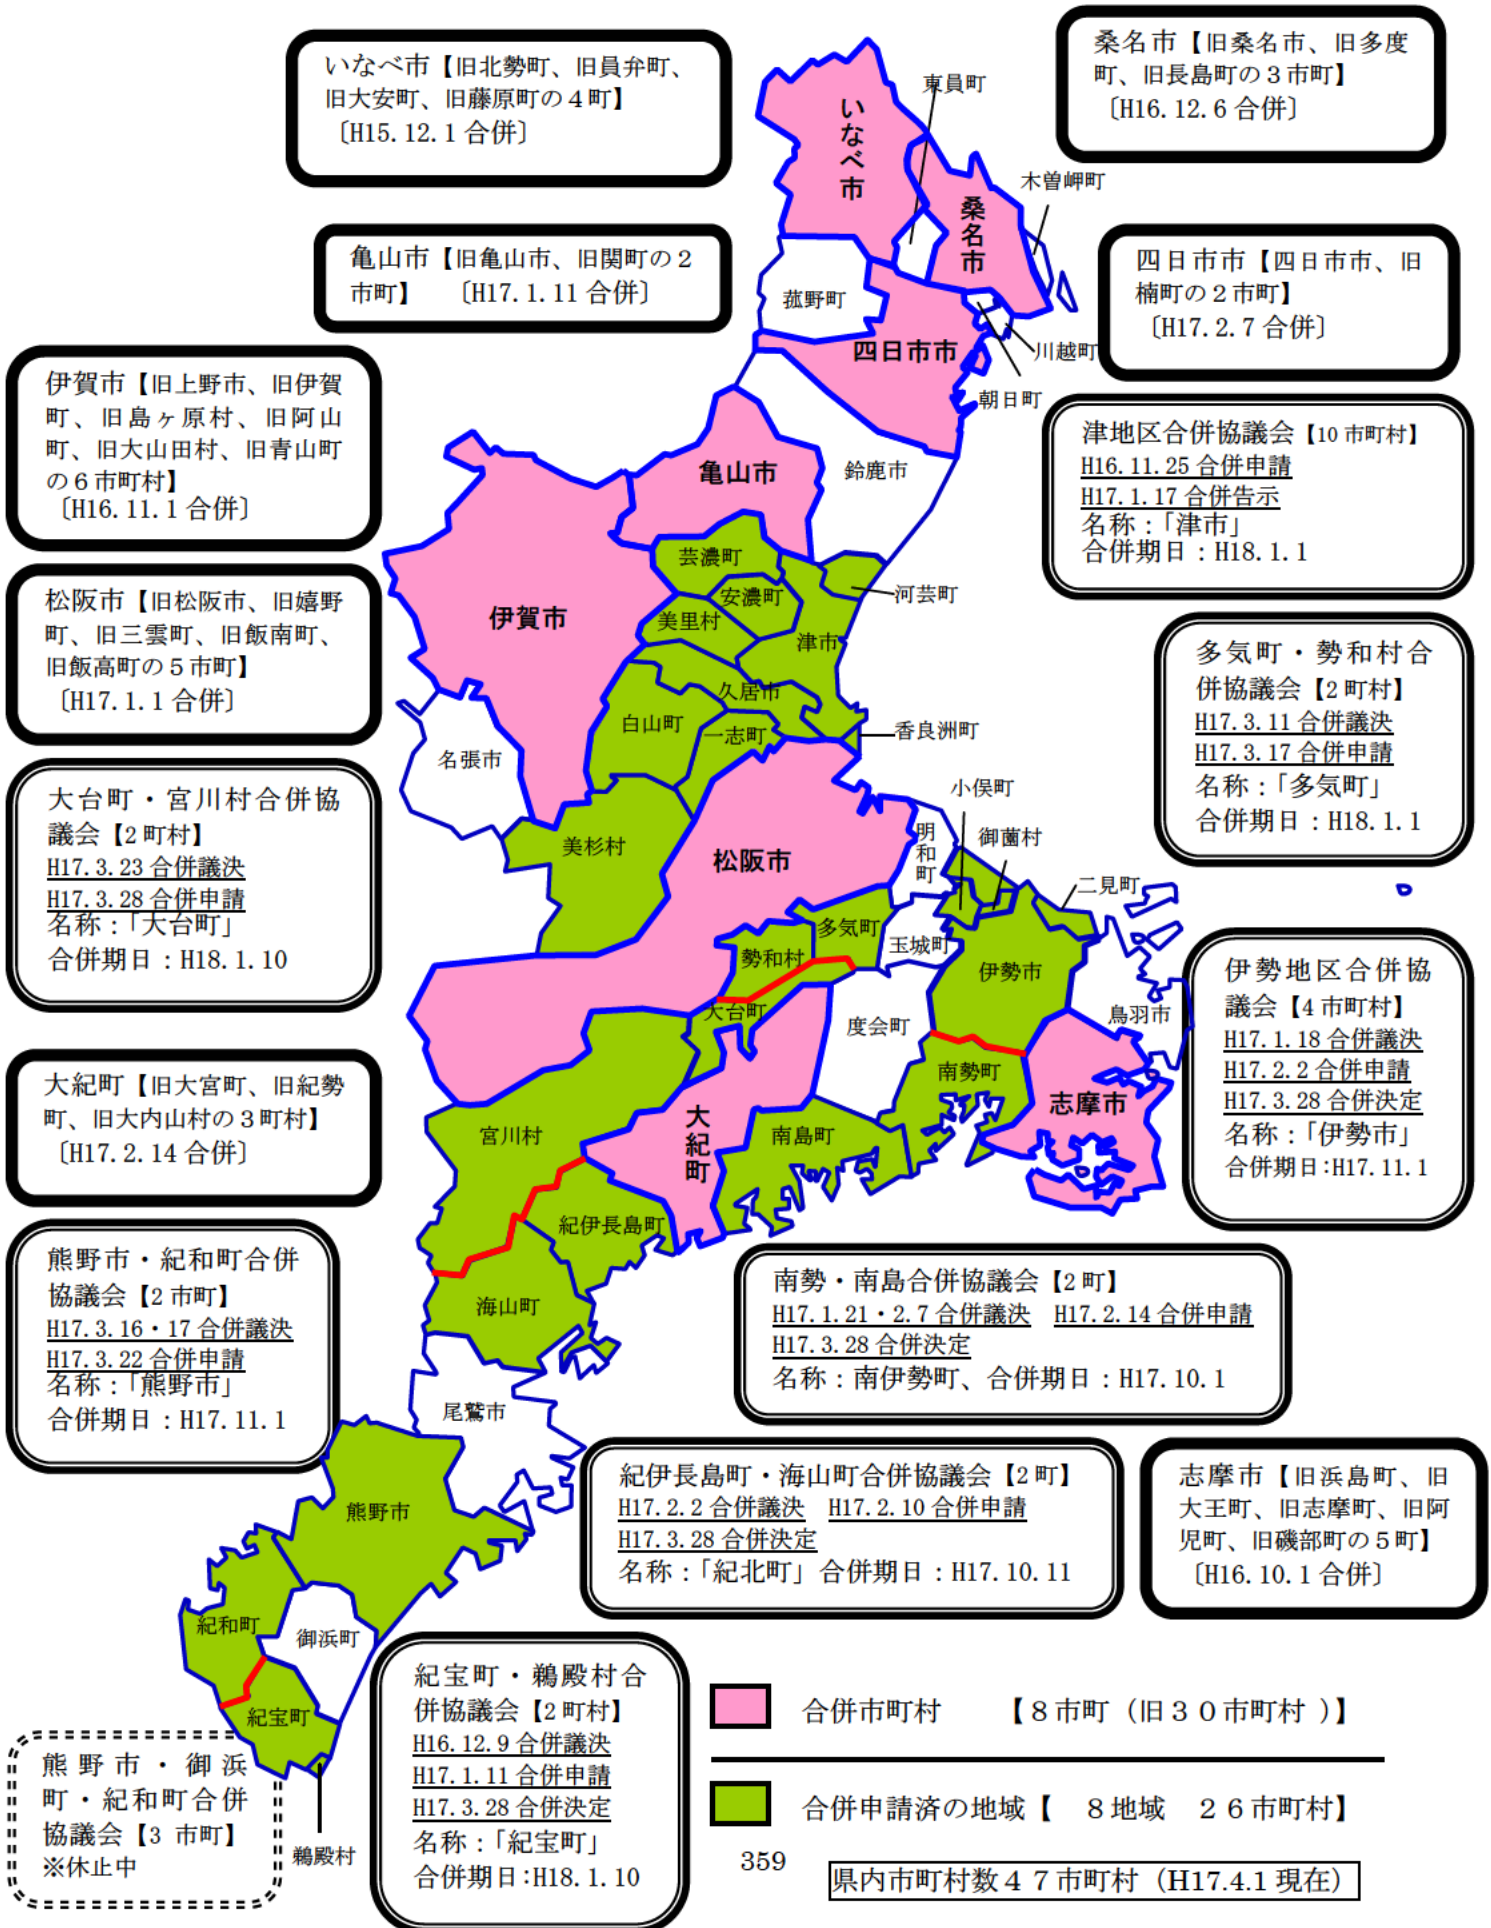 いなべ市【旧北勢町、旧員弁町、
旧大安町、旧藤原町の４町】
〔H15.12.1 合併〕
桑名市【旧桑名市、旧多度
町、旧長島町の３市町】
〔H16.12.6 合併〕
亀山市【旧亀山市、旧関町の２
市町】　〔H17.1.11 合併〕
四日市市【四日市市、旧
楠町の２市町】
〔H17.2.7 合併〕
伊賀市【旧上野市、旧伊賀
町、旧島ヶ原村、旧阿山
町、旧大山田村、旧青山町
の６市町村】
〔H16.11.1 合併〕
津地区合併協議会【10 市町村】
H16.11.25 合併申請
H17.1.17 合併告示
名称：「津市」
合併期日：H18.1.1
松阪市【旧松阪市、旧嬉野
町、旧三雲町、旧飯南町、
旧飯高町の５市町】
〔H17.1.1 合併〕
多気町・勢和村合
併協議会【2 町村】
H17.3.11 合併議決
H17.3.17 合併申請
名称：「多気町」
合併期日：H18.1.1
大台町・宮川村合併協
議会【2 町村】
H17.3.23 合併議決
H17.3.28 合併申請
名称：「大台町」
合併期日：H18.1.10
伊勢地区合併協
議会【4 市町村】
H17.1.18 合併議決
H17.2.2 合併申請
H17.3.28 合併決定
名称：「伊勢市」
合併期日：H17.11.1
大紀町【旧大宮町、旧紀勢
町、旧大内山村の３町村】
〔H17.2.14 合併〕
熊野市・紀和町合併
協議会【2 市町】
H17.3.16・17 合併議決
H17.3.22 合併申請
名称：「熊野市」
合併期日：H17.11.1
南勢・南島合併協議会【2 町】
H17.1.21・2.7 合併議決　H17.2.14 合併申請
H17.3.28 合併決定
名称：南伊勢町、合併期日：H17.10.1
紀伊長島町・海山町合併協議会【2 町】
H17.2.2 合併議決　H17.2.10 合併申請
H17.3.28 合併決定
名称：「紀北町」合併期日：H17.10.11
志摩市【旧浜島町、旧
大王町、旧志摩町、旧阿
児町、旧磯部町の５町】
〔H16.10.1 合併〕
紀宝町・鵜殿村合
併協議会【2 町村】
H16.12.9 合併議決
H17.1.11 合併申請
H17.3.28 合併決定
名称：「紀宝町」
合併期日：H18.1.10
熊野市・御浜
町・紀和町合併
協議会【3 市町】
※休止中
いなべ市
東員町
桑名市
木曽岬町
菰野町
四日市市
川越町
朝日町
鈴鹿市
亀山市
芸濃町
河芸町
安濃町
美里村
津市
伊賀市
久居市
白山町
一志町
香良洲町
名張市
美杉村
松阪市
明和町
小俣町
御薗村
二見町
多気町
玉城町
勢和村
伊勢市
鳥羽市
大台町
度会町
南勢町
志摩市
大紀町
南島町
宮川村
紀伊長島町
海山町
尾鷲市
熊野市
紀和町
御浜町
紀宝町
鵜殿村
合併市町村　【８市町（旧３０市町村 ）】
合併申請済の地域【　８地域　２６市町村】
359
県内市町村数４７市町村（H17.4.1 現在）